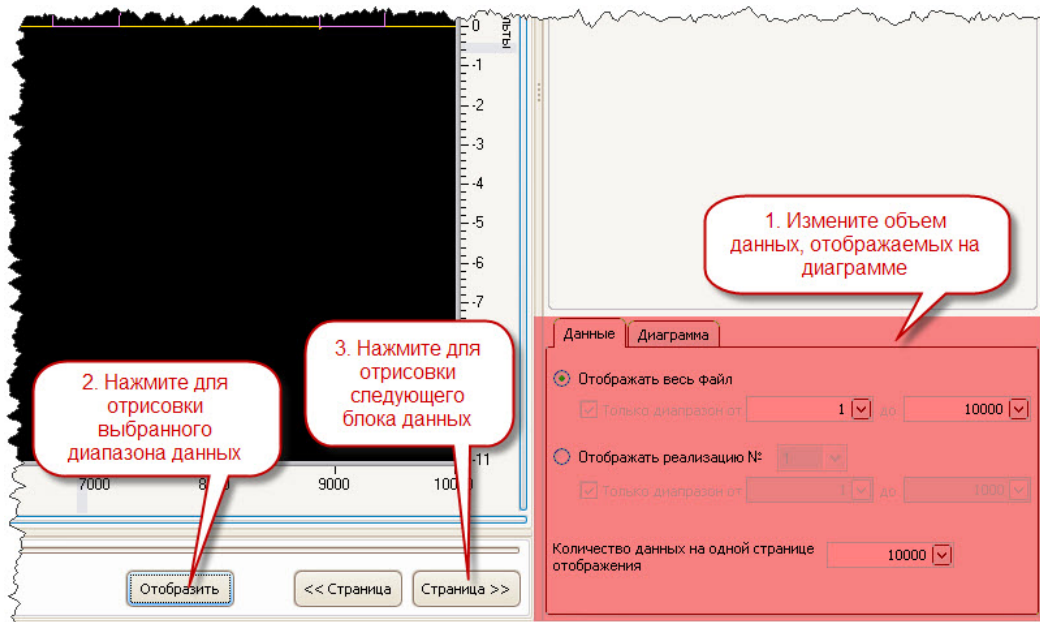 0
-1
-2
-3
-4
-5
-6
-7
-11
7000
9000
1. Измените объем
данных, отображаемых на
диаграмме
2. Нажмите для
отрисовки
выбранного
диапазона данных
3. Нажмите для
отрисовки
следующего
блока данных
Данные Диаграмма
Отображать весь файл
Только диапразон от 1 до 10000
Отображать реализацию № 1
Только диапразон от 1 до 1000
Количество данных на одной странице
отображения
10000
Отобразить << Страница Страница >>